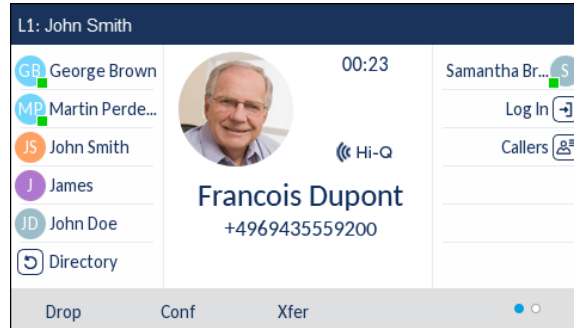 L1: John Smith
GB George Brown
MP Martin Perde...
JS John Smith
J James
JD John Doe
Directory
00:23
Hi-Q
Francois Dupont
+4969435559200
Samantha Br... S
Log In
Callers
Drop Conf Xfer